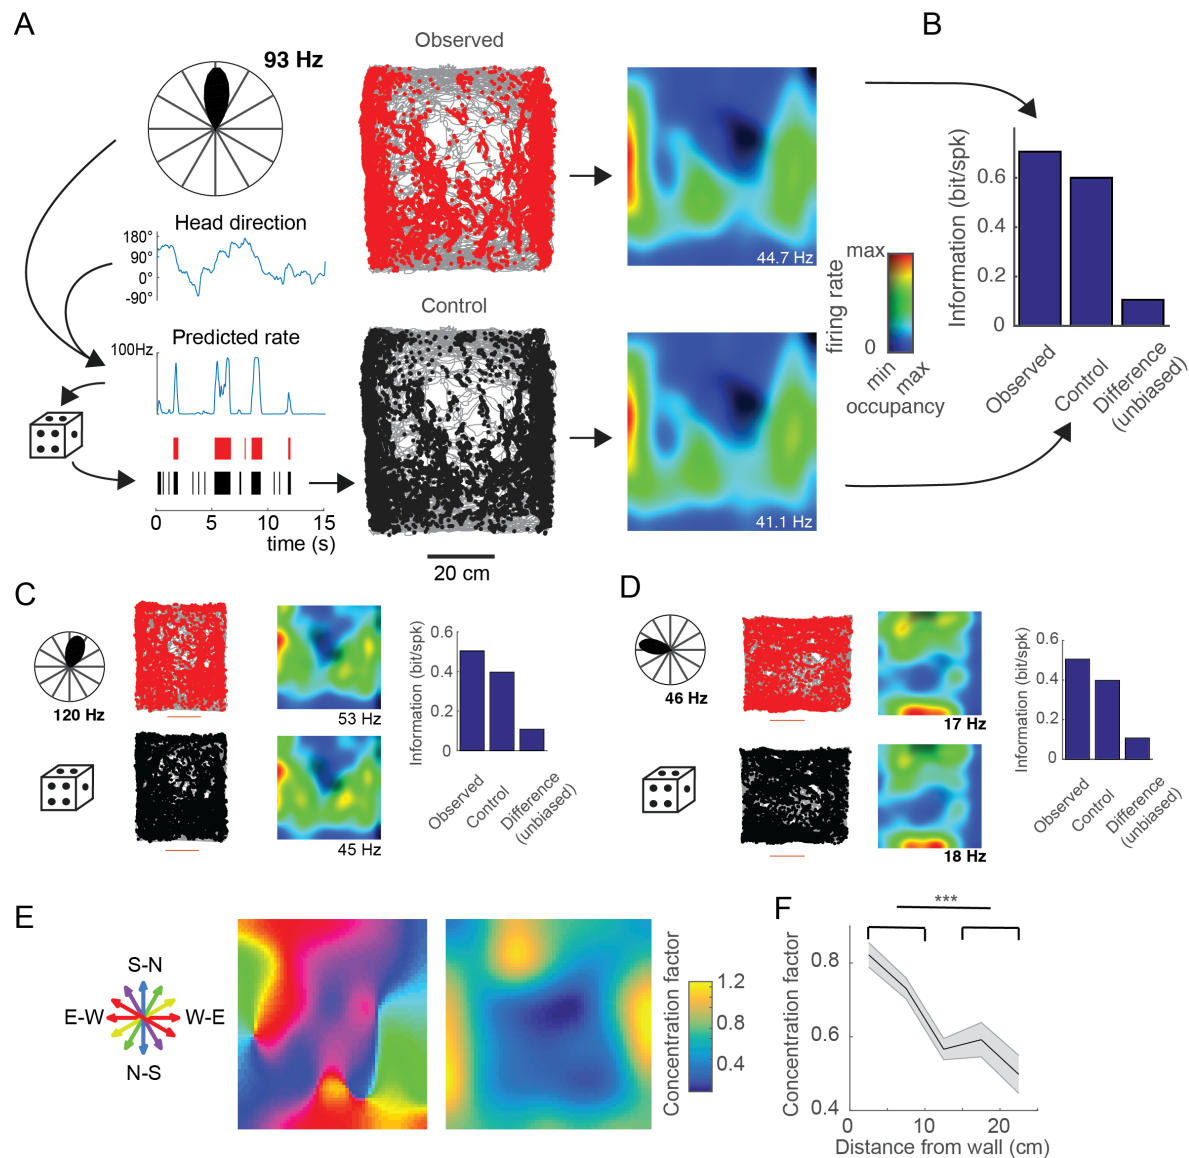 A
B
93 Hz
Observed
Head direction
180°
90°
0°
-90°
44.7 Hz
Predicted rate
100Hz
Control
0
5
10
15
time (s)
20 cm
41.1 Hz
firing rate
max
0
min
max
occupancy
Information (bit/spk)
0.6
0.4
0.2
0
Observed
Control
Difference
(unbiased)
C
120 Hz
53 Hz
45 Hz
Information (bit/spk)
0.6
0.4
0.2
0
Observed
Control
Difference
(unbiased)
D
46 Hz
17 Hz
18 Hz
Information (bit/spk)
0.6
0.4
0.2
0
Observed
Control
Difference
(unbiased)
E
S-N
E-W
W-E
N-S
Concentration factor
1.2
0.8
0.4
F
***
Concentration factor
0.8
0.6
0.4
0
10
20
Distance from wall (cm)